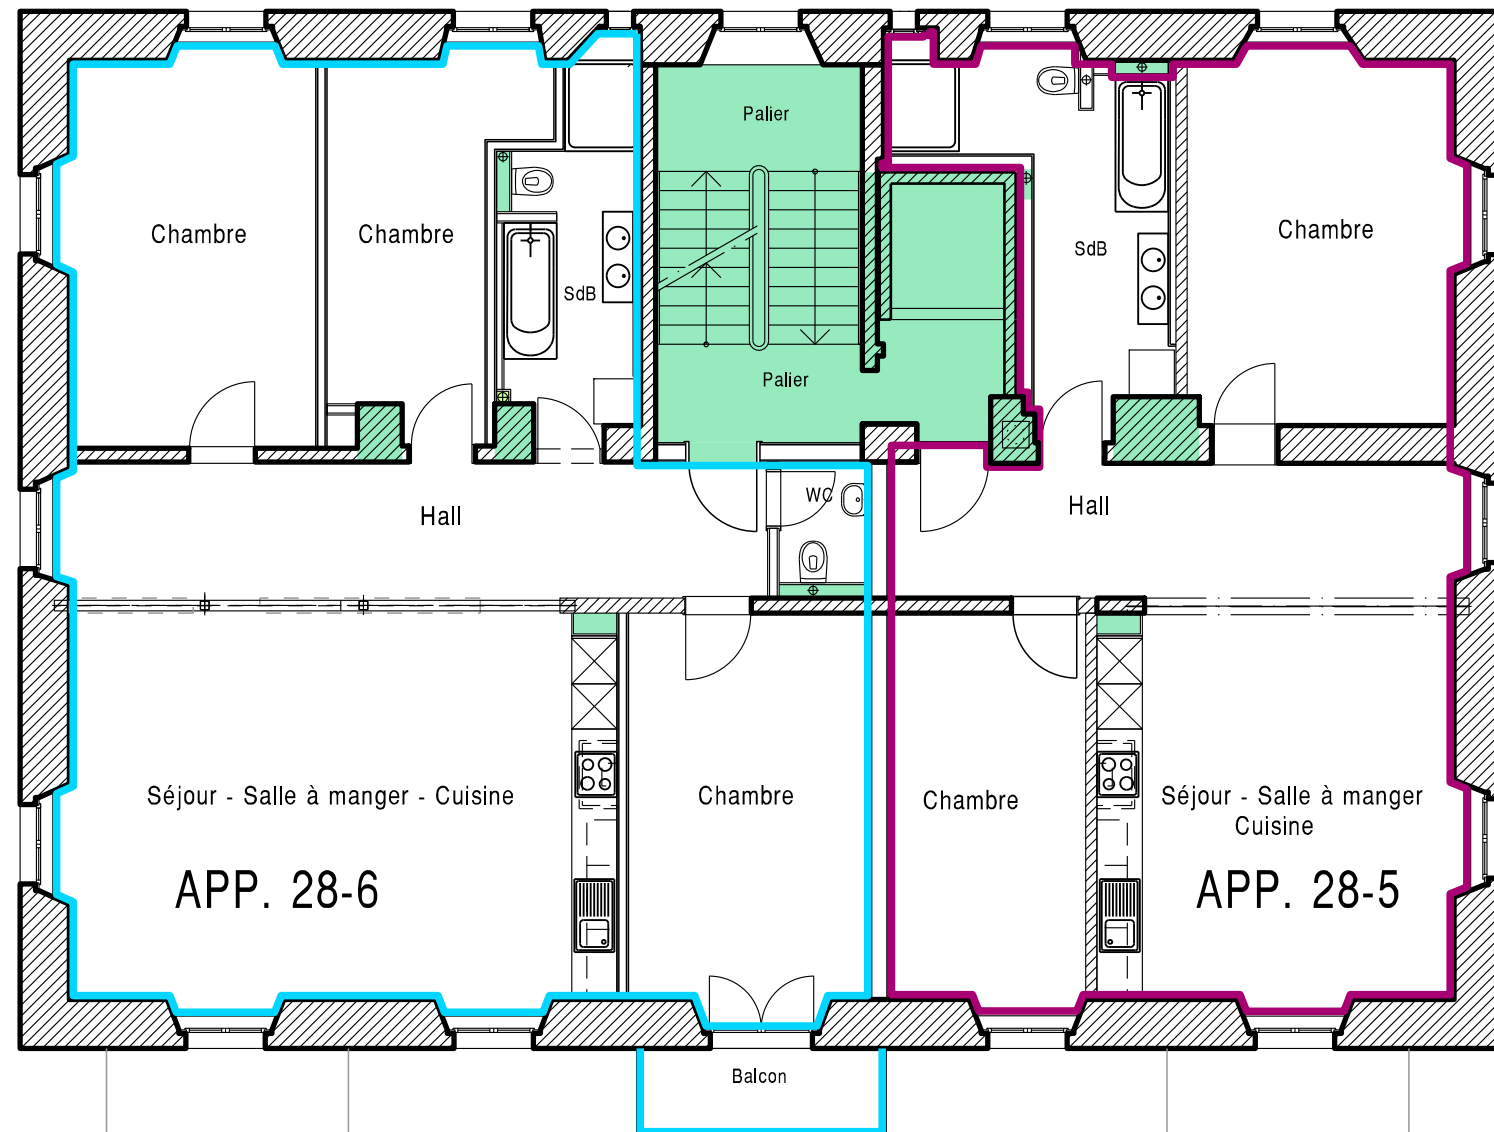 Palier
Chambre
Chambre
SdB
SdB
Chambre
Palier
WC
Hall
Hall
Séjour - Salle à manger - Cuisine
Chambre
Chambre
Séjour - Salle à manger
Cuisine
APP. 28-6
APP. 28-5
Balcon